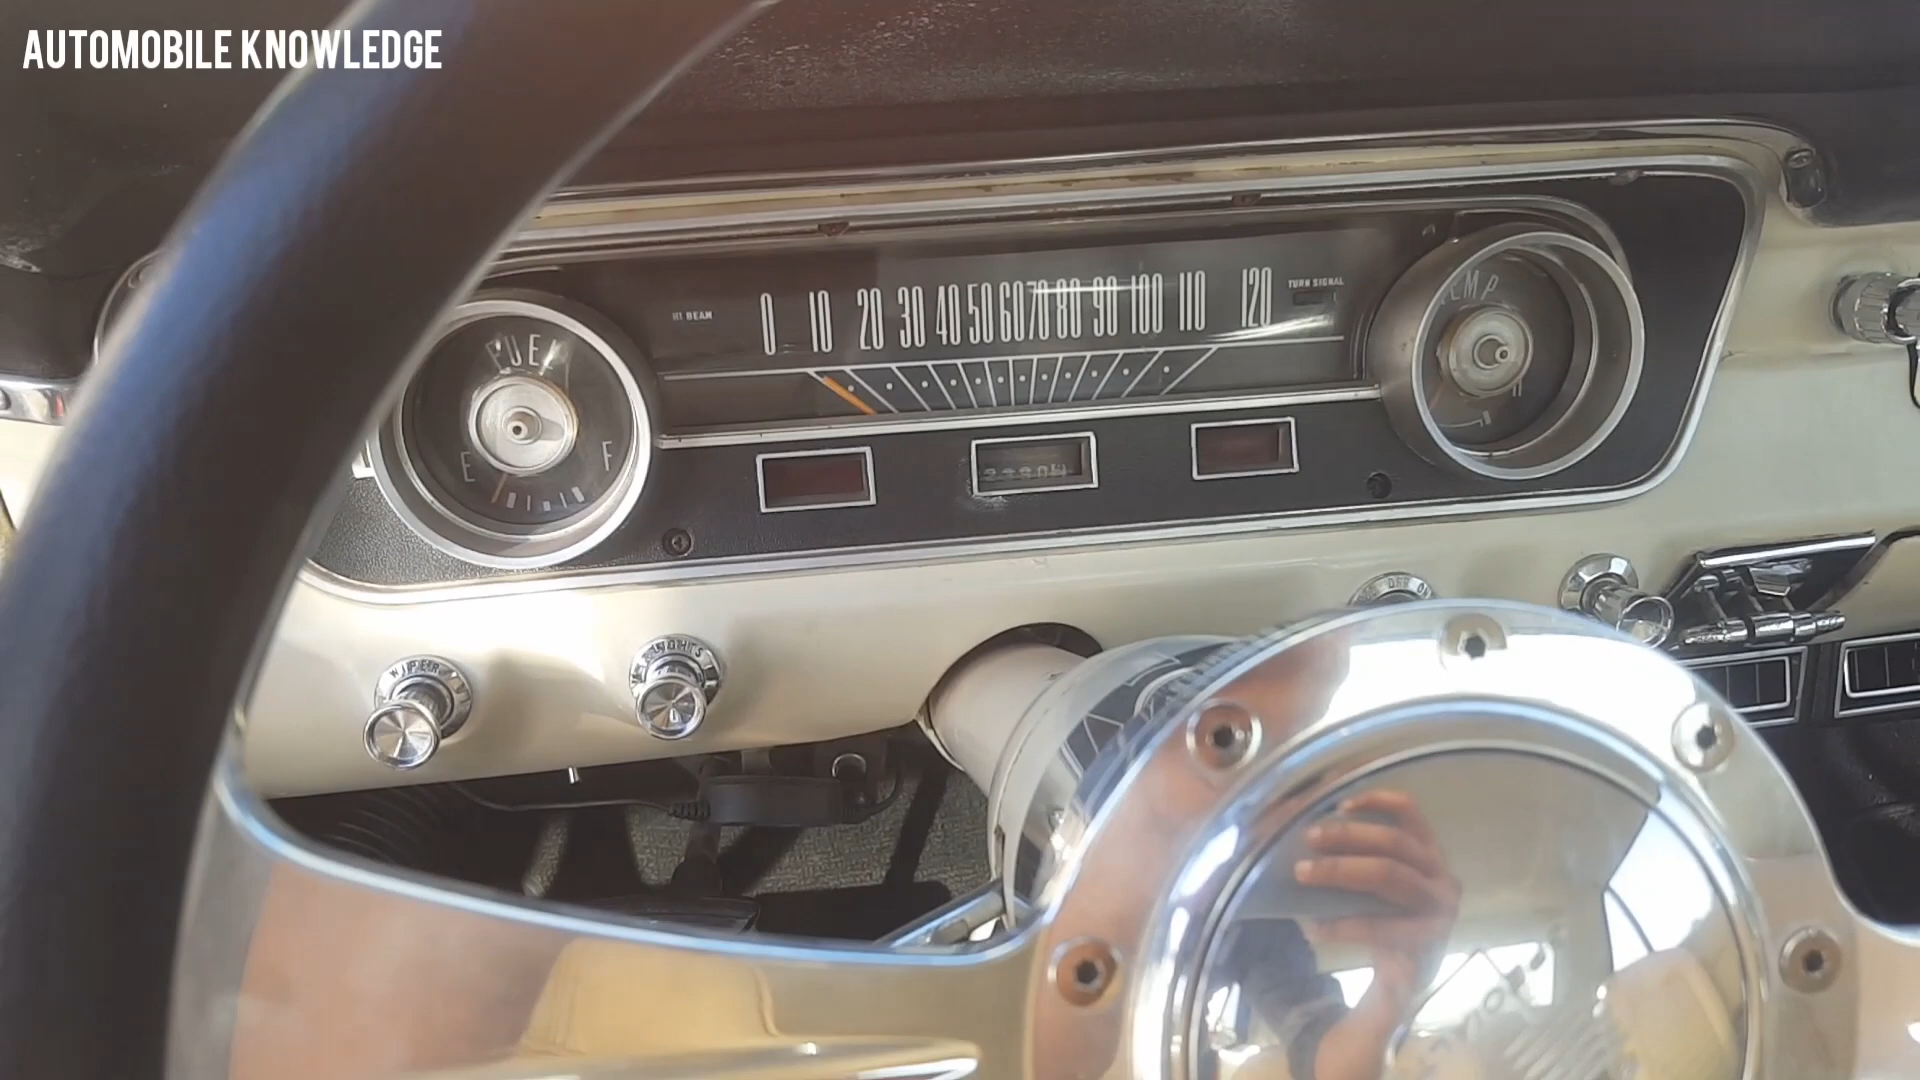 AUTOMOBILE KNOWLEDGE
HI BEAM
0 10 20 30 40 50 60 70 80 90 100 110 120
TURN SIGNAL
FUEL
E F
TEMP
H
WIPER
LIGHTS
OFF